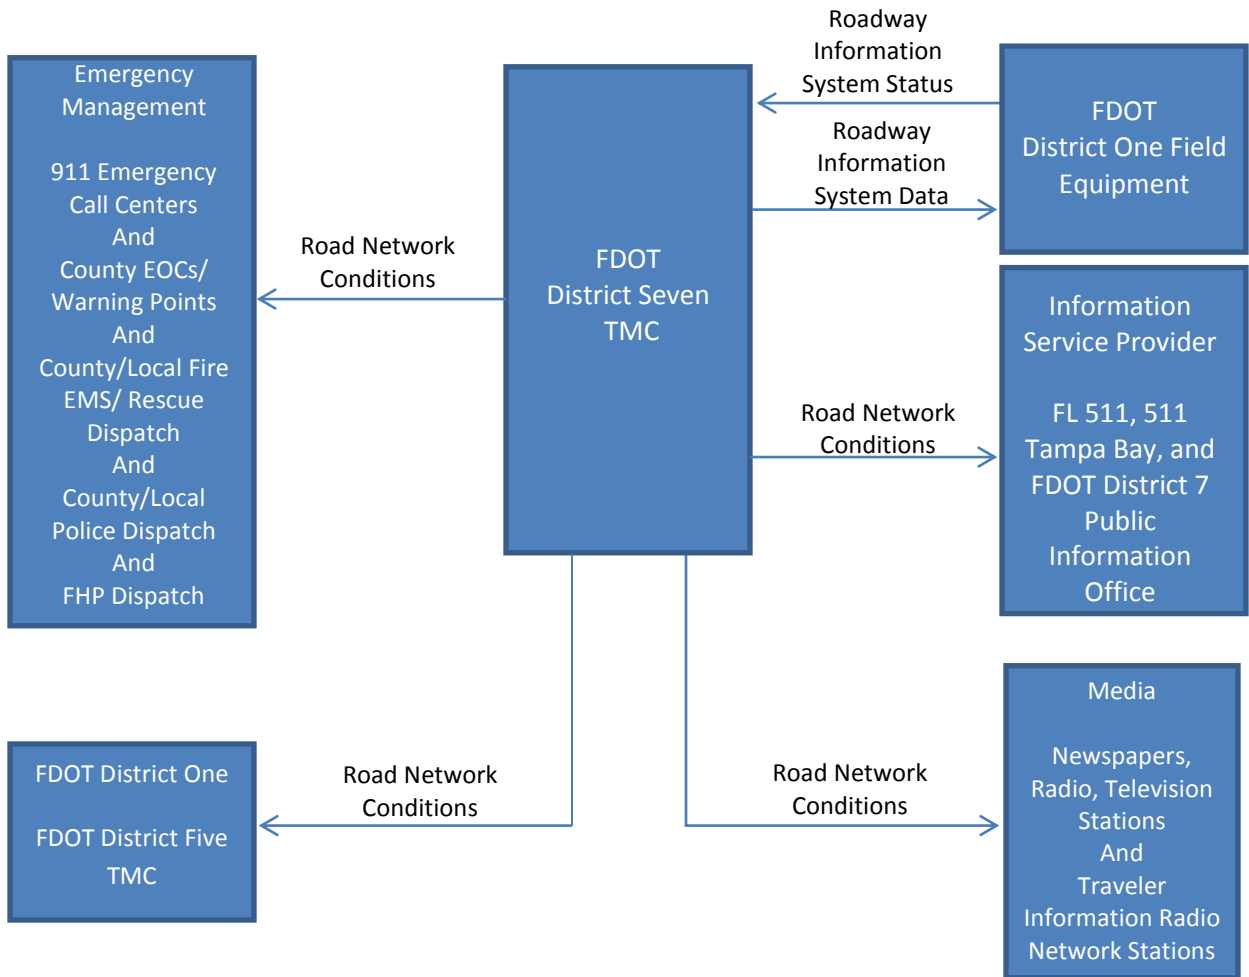 Emergency
Management
911 Emergency
Call Centers
And
County EOCs/
Warning Points
And
County/Local Fire
EMS/ Rescue
Dispatch
And
County/Local
Police Dispatch
And
FHP Dispatch
Road Network
Conditions
FDOT
District Seven
TMC
Roadway
Information
System Status
Roadway
Information
System Data
FDOT
District One Field
Equipment
Road Network
Conditions
Information
Service Provider
FL 511, 511
Tampa Bay, and
FDOT District 7
Public
Information
Office
FDOT District One
FDOT District Five
TMC
Road Network
Conditions
Road Network
Conditions
Media
Newspapers,
Radio, Television
Stations
And
Traveler
Information Radio
Network Stations